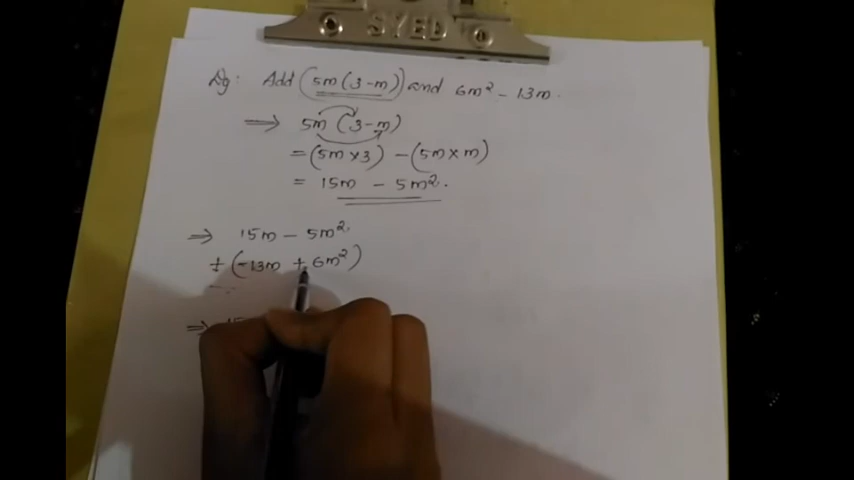 SYED
Add (5m(3-m)) and 6m² - 13m.
⇒ 5m(3-m)
= (5m×3) - (5m×m)
= 15m - 5m².
⇒ 15m - 5m².
+ (-13m + 6m²)
⇒